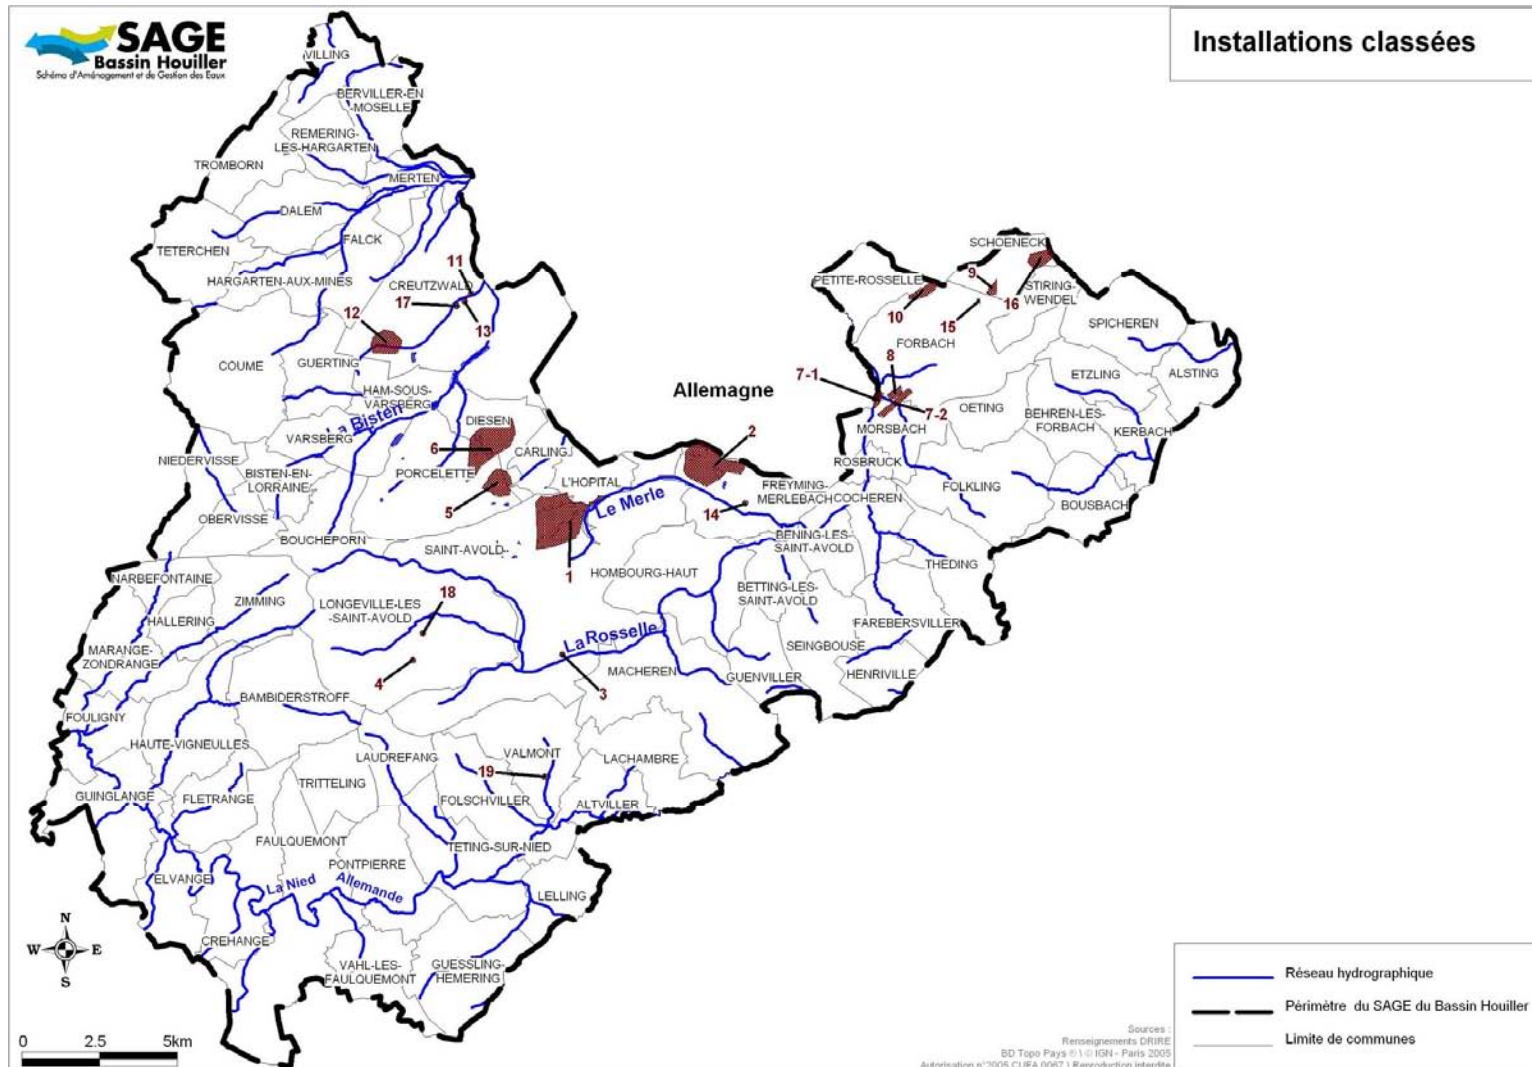 SAGE
Bassin Houiller
Schéma d'Aménagement et de Gestion des Eaux
Installations classées
VILLING
BERVILLER-EN
-MOSELLE
REMERING-
LES-HARGARTEN
TROMBORN
MERTEN
DALEM
TETERCHEN
FALCK
HARGARTEN-AUX-MINES
11
CREUTZWALD
17
12
13
GUERTING
COUME
HAM-SOUS-
VARSBERG
La Bisten
VARSBERG
DIESEN
6
CARLING
NIEDERVISSE
BISTEN-EN-
LORRAINE
PORCELETTE
5
L'HOPITAL
OBERVISSE
BOUCHEPORN
SAINT-AVOLD
1
Le Merle
Allemagne
2
14
FREYMING-
MERLEBACH
SCHOENECK
PETITE-ROSSELLE
9
10
15
16
STIRING-
WENDEL
SPICHEREN
FORBACH
7-1
8
7-2
ETZLING
ALSTING
OETING
BEHREN-LES-
FORBACH
KERBACH
MORSBACH
ROSBRUCK
COCHEREN
FOLKLING
BOUSBACH
BENING-LES-
SAINT-AVOLD
THEDING
HOMBOURG-HAUT
BETTING-LES-
SAINT-AVOLD
FAREBERSVILLER
SEINGBOUSE
HENRIVILLE
GUENVILLER
MACHEREN
La Rosselle
3
NARBEFONTAINE
ZIMMING
HALLERING
LONGEVILLE-LES
-SAINT-AVOLD
18
4
MARANGE-
ZONDRANGE
BAMBIDERSTROFF
FOULIGNY
HAUTE-VIGNEULLES
LAUDREFANG
VALMONT
LACHAMBRE
19
GUINGLANGE
FLETRANGE
TRITTELING
FOLSCHVILLER
ALTVILLER
FAULQUEMONT
TETING-SUR-NIED
PONTPIERRE
ELVANGE
La Nied Allemande
LELLING
CREHANGE
VAHL-LES-
FAULQUEMONT
GUESSLING-
HEMERING
N
W E
S
0 2.5 5km
Sources :
Renseignements DRIRE
BD Topo Pays ® \ © IGN - Paris 2005
Autorisation n°2005 CUFA 0067 \ Reproduction interdite
Réseau hydrographique
Périmètre du SAGE du Bassin Houiller
Limite de communes